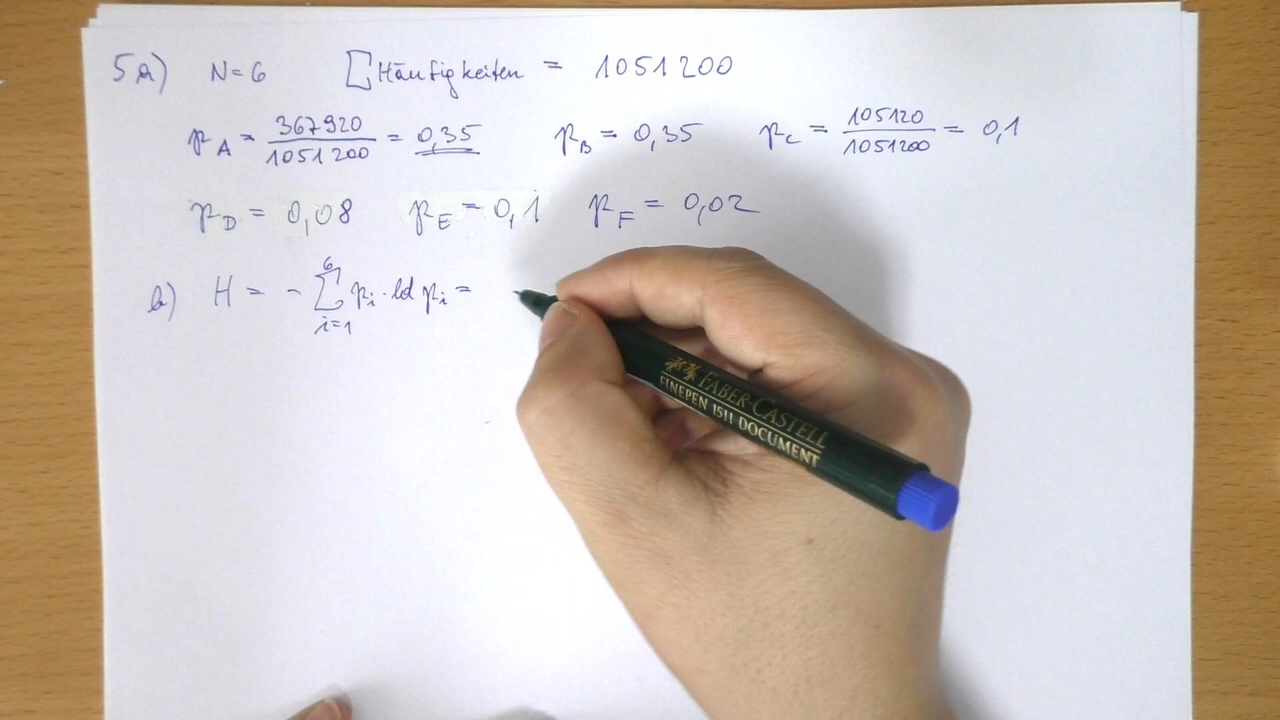 5a) N=6 ∑Häufigkeiten = 1051200
p_A = 367920/1051200 = 0,35 p_B = 0,35 p_C = 105120/1051200 = 0,1
p_D = 0,08 p_E = 0,1 p_F = 0,02
b) H = - ∑_{i=1}^{6} p_i · ld p_i =
FABER-CASTELL
FINEPEN 1511 DOCUMENT